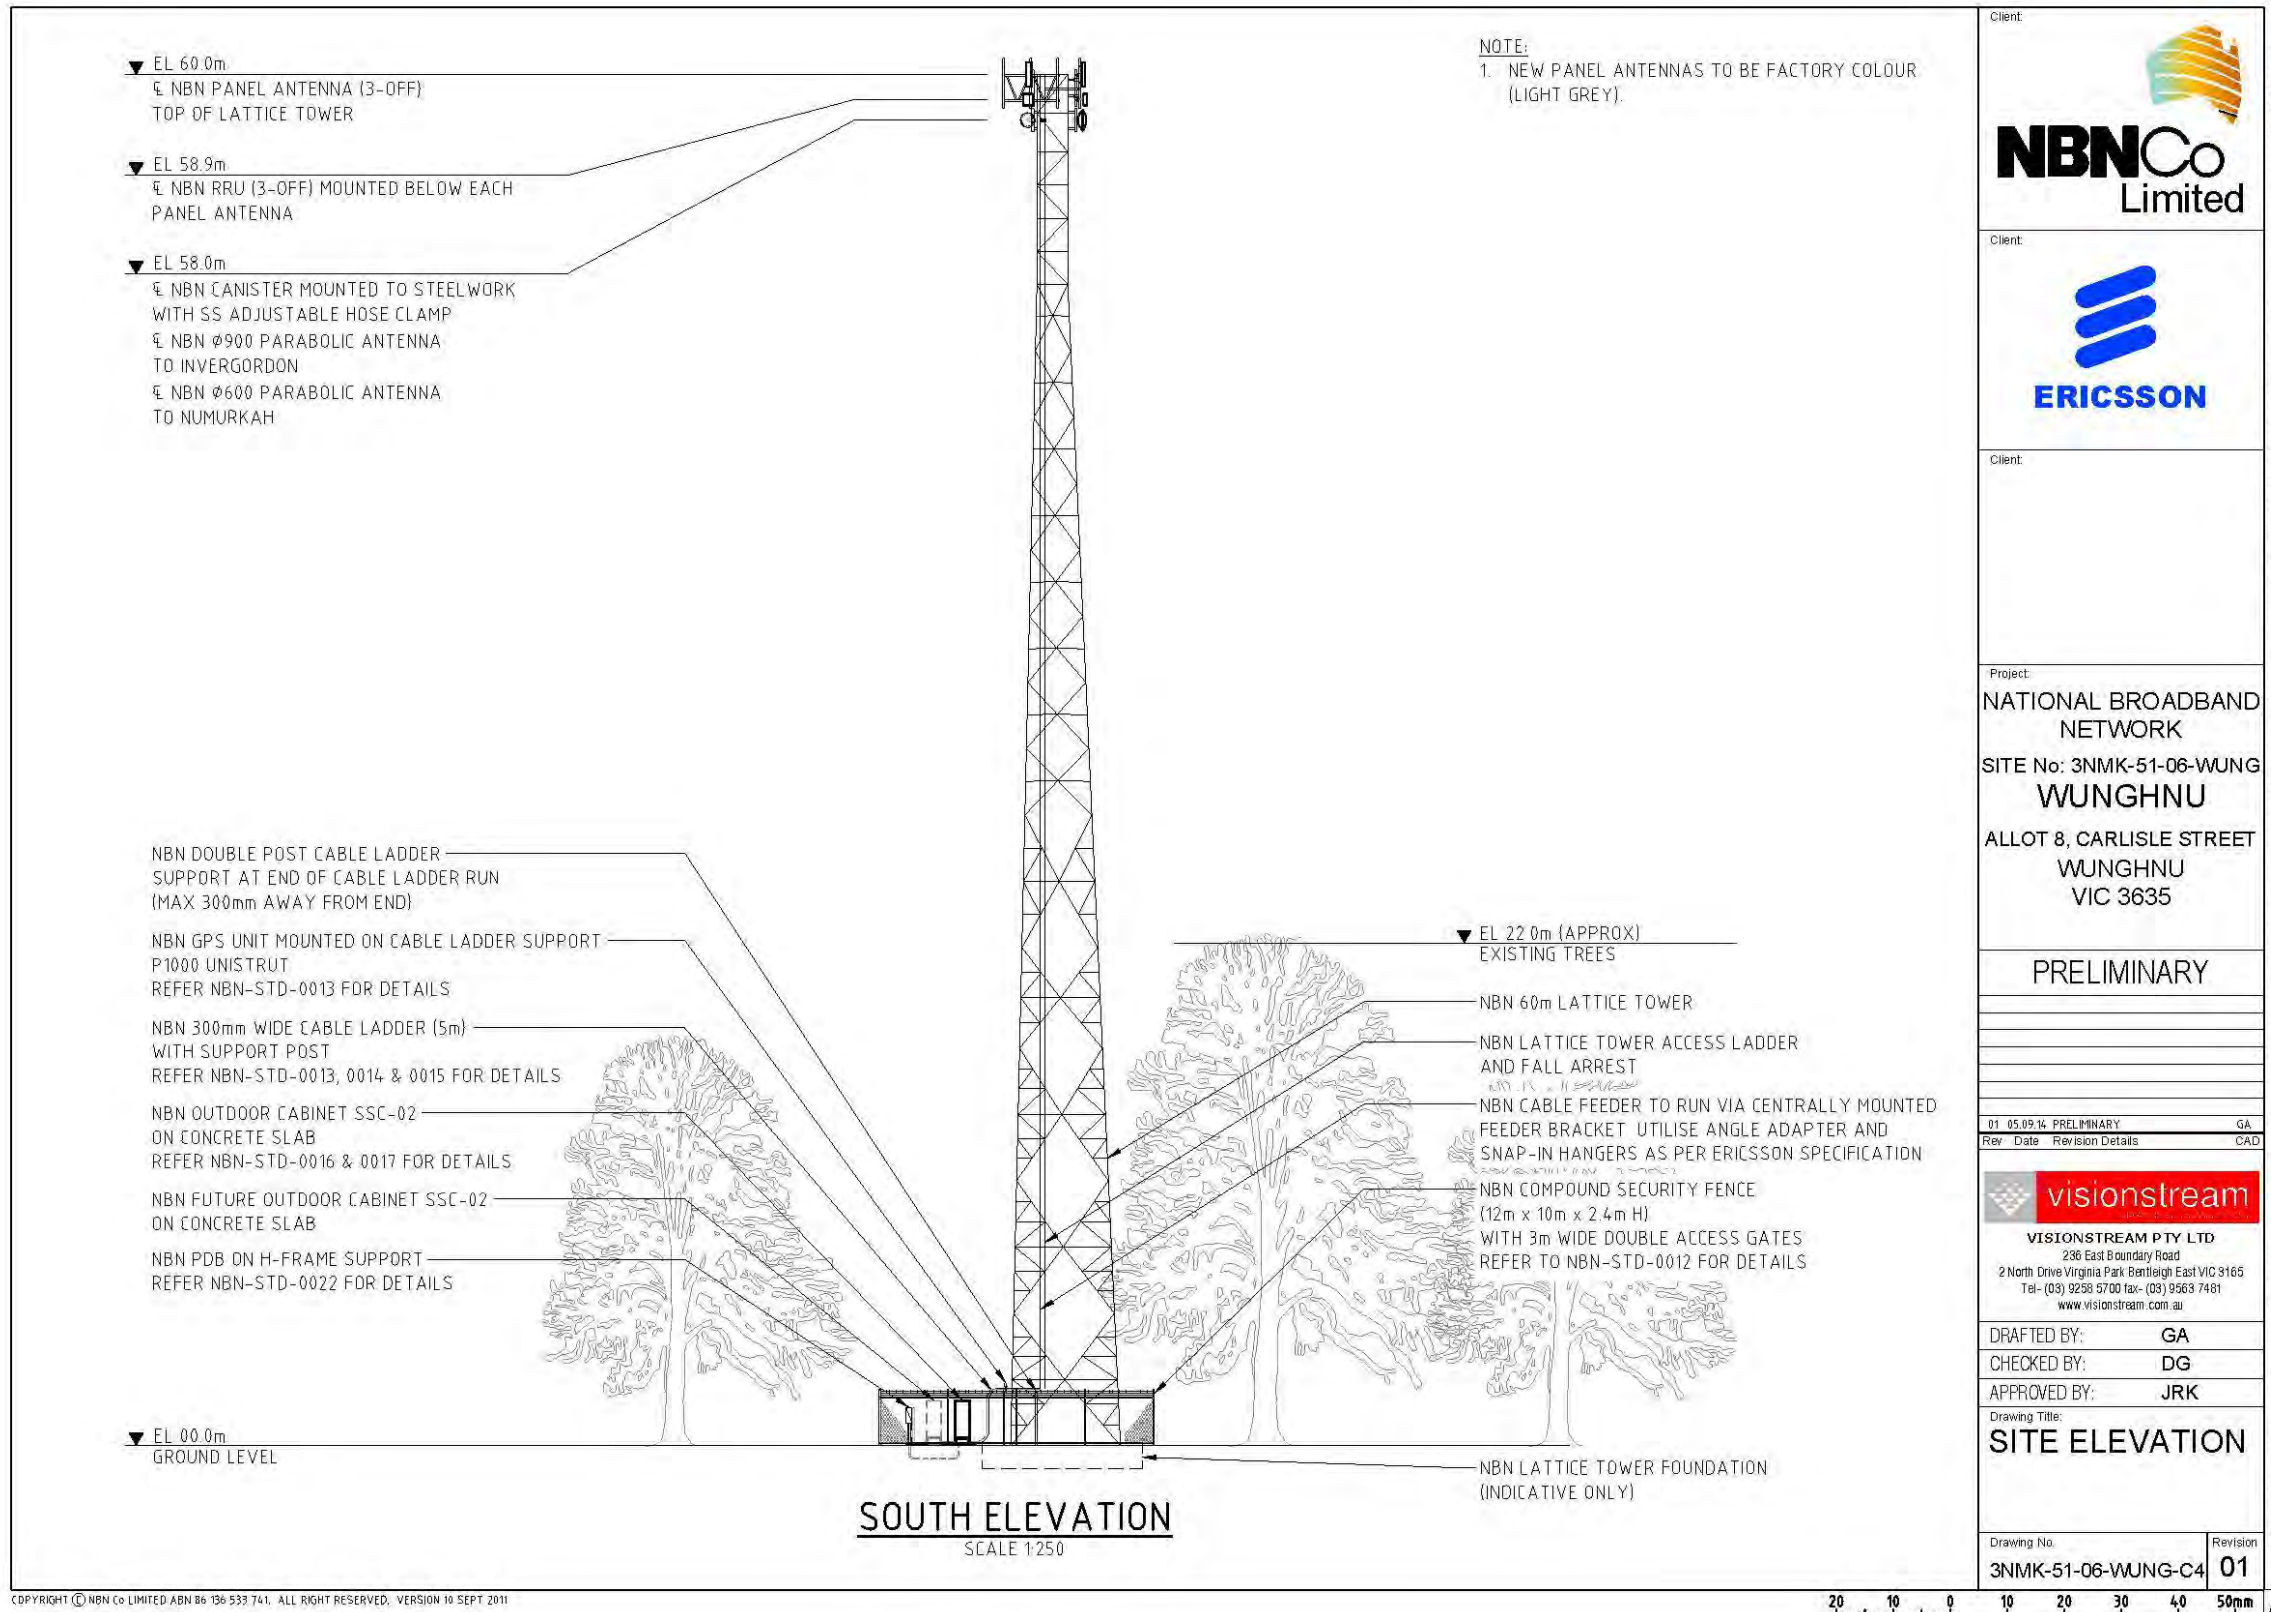 EL 60.0m
℄ NBN PANEL ANTENNA (3-OFF)
TOP OF LATTICE TOWER
EL 58.9m
℄ NBN RRU (3-OFF) MOUNTED BELOW EACH
PANEL ANTENNA
EL 58.0m
℄ NBN CANISTER MOUNTED TO STEELWORK
WITH SS ADJUSTABLE HOSE CLAMP
℄ NBN Ø900 PARABOLIC ANTENNA
TO INVERGORDON
℄ NBN Ø600 PARABOLIC ANTENNA
TO NUMURKAH
NOTE:
1. NEW PANEL ANTENNAS TO BE FACTORY COLOUR
(LIGHT GREY).
NBN DOUBLE POST CABLE LADDER
SUPPORT AT END OF CABLE LADDER RUN
(MAX 300mm AWAY FROM END)
NBN GPS UNIT MOUNTED ON CABLE LADDER SUPPORT
P1000 UNISTRUT
REFER NBN-STD-0013 FOR DETAILS
NBN 300mm WIDE CABLE LADDER (5m)
WITH SUPPORT POST
REFER NBN-STD-0013, 0014 & 0015 FOR DETAILS
NBN OUTDOOR CABINET SSC-02
ON CONCRETE SLAB
REFER NBN-STD-0016 & 0017 FOR DETAILS
NBN FUTURE OUTDOOR CABINET SSC-02
ON CONCRETE SLAB
NBN PDB ON H-FRAME SUPPORT
REFER NBN-STD-0022 FOR DETAILS
EL 00.0m
GROUND LEVEL
EL 22.0m (APPROX)
EXISTING TREES
NBN 60m LATTICE TOWER
NBN LATTICE TOWER ACCESS LADDER
AND FALL ARREST
NBN CABLE FEEDER TO RUN VIA CENTRALLY MOUNTED
FEEDER BRACKET UTILISE ANGLE ADAPTER AND
SNAP-IN HANGERS AS PER ERICSSON SPECIFICATION
NBN COMPOUND SECURITY FENCE
(12m x 10m x 2.4m H)
WITH 3m WIDE DOUBLE ACCESS GATES
REFER TO NBN-STD-0012 FOR DETAILS
NBN LATTICE TOWER FOUNDATION
(INDICATIVE ONLY)
SOUTH ELEVATION
SCALE 1:250
Client:
NBNCo
Limited
Client:
ERICSSON
Client:
Project:
NATIONAL BROADBAND
NETWORK
SITE No: 3NMK-51-06-WUNG
WUNGHNU
ALLOT 8, CARLISLE STREET
WUNGHNU
VIC 3635
PRELIMINARY
01 05.09.14 PRELIMINARY GA
Rev Date Revision Details CAD
visionstream
VISIONSTREAM PTY LTD
236 East Boundary Road
2 North Drive Virginia Park Bentleigh East VIC 3165
Tel- (03) 9258 5700 fax- (03) 9563 7481
www.visionstream.com.au
DRAFTED BY: GA
CHECKED BY: DG
APPROVED BY: JRK
Drawing Title:
SITE ELEVATION
Drawing No. Revision
3NMK-51-06-WUNG-C4 01
COPYRIGHT © NBN Co LIMITED ABN 86 136 533 741. ALL RIGHT RESERVED. VERSION 10 SEPT 2011
20 10 0 10 20 30 40 50mm